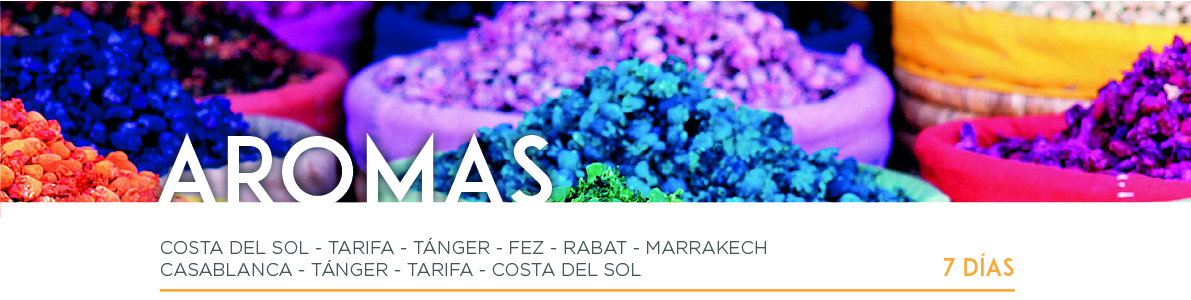 AROMAS
COSTA DEL SOL - TARIFA - TÁNGER - FEZ - RABAT - MARRAKECH
CASABLANCA - TÁNGER - TARIFA - COSTA DEL SOL
7 DÍAS